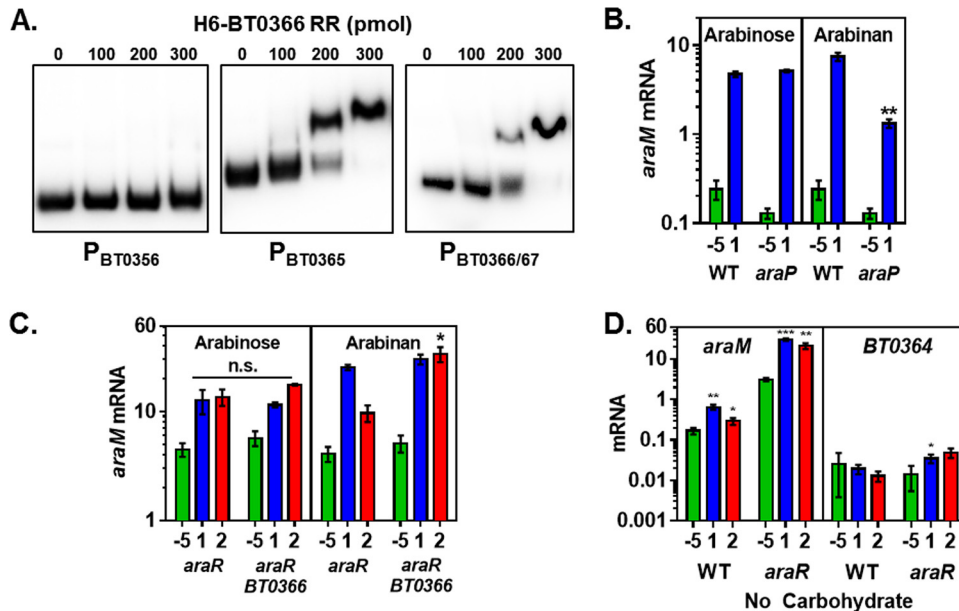 A.
H6-BT0366 RR (pmol)
0 100 200 300 0 100 200 300 0 100 200 300
PBT0356 PBT0365 PBT0366/67
B.
Arabinose Arabinan
araM mRNA
10
1
0.1
**
-5 1 -5 1 -5 1 -5 1
WT araP WT araP
C.
Arabinose Arabinan
n.s.
*
araM mRNA
60
10
1
-5 1 2 -5 1 2 -5 1 2 -5 1 2
araR araR araR araR
BT0366 BT0366
D.
araM BT0364
mRNA
60
10
1
0.1
0.01
0.001
** * *** ** *
-5 1 2 -5 1 2 -5 1 2 -5 1 2
WT araR WT araR
No Carbohydrate